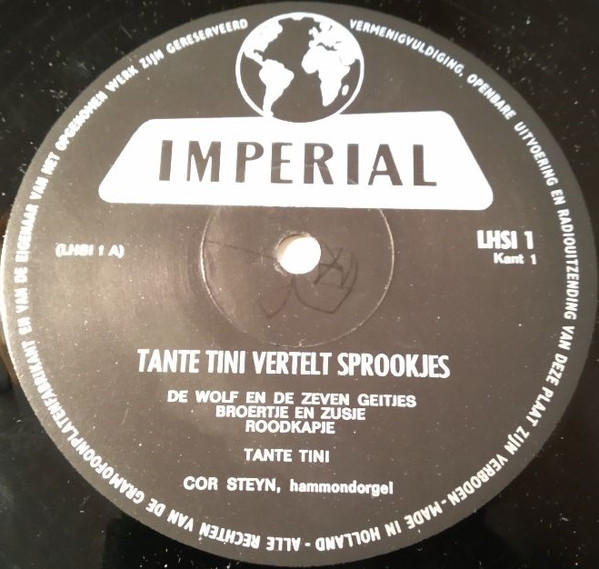 IMPERIAL
(LHSI 1 A)
LHSI 1
Kant 1
TANTE TINI VERTELT SPROOKJES
DE WOLF EN DE ZEVEN GEITJES
BROERTJE EN ZUSJE
ROODKAPJE
TANTE TINI
COR STEYN, hammondorgel
ALLE RECHTEN VAN DE GRAMOFOONPLATENFABRIKANT EN VAN DE EIGENAAR VAN HET OPGENOMEN WERK ZIJN GERESERVEERD
VERMENIGVULDIGING, OPENBARE UITVOERING EN RADIOUITZENDING VAN DEZE PLAAT ZIJN VERBODEN - MADE IN HOLLAND -